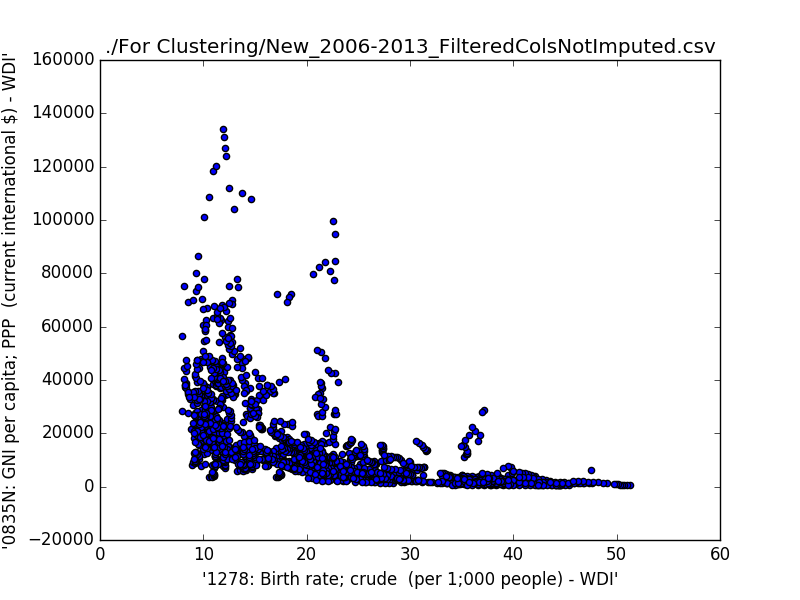 ./For Clustering/New_2006-2013_FilteredColsNotImputed.csv
160000
140000
120000
100000
80000
60000
40000
20000
0
−20000
0 10 20 30 40 50 60
'0835N: GNI per capita; PPP  (current international $) - WDI'
'1278: Birth rate; crude  (per 1;000 people) - WDI'